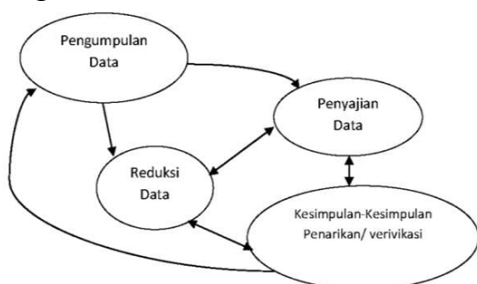 Pengumpulan
Data
Penyajian
Data
Reduksi
Data
Kesimpulan-Kesimpulan
Penarikan/ verivikasi